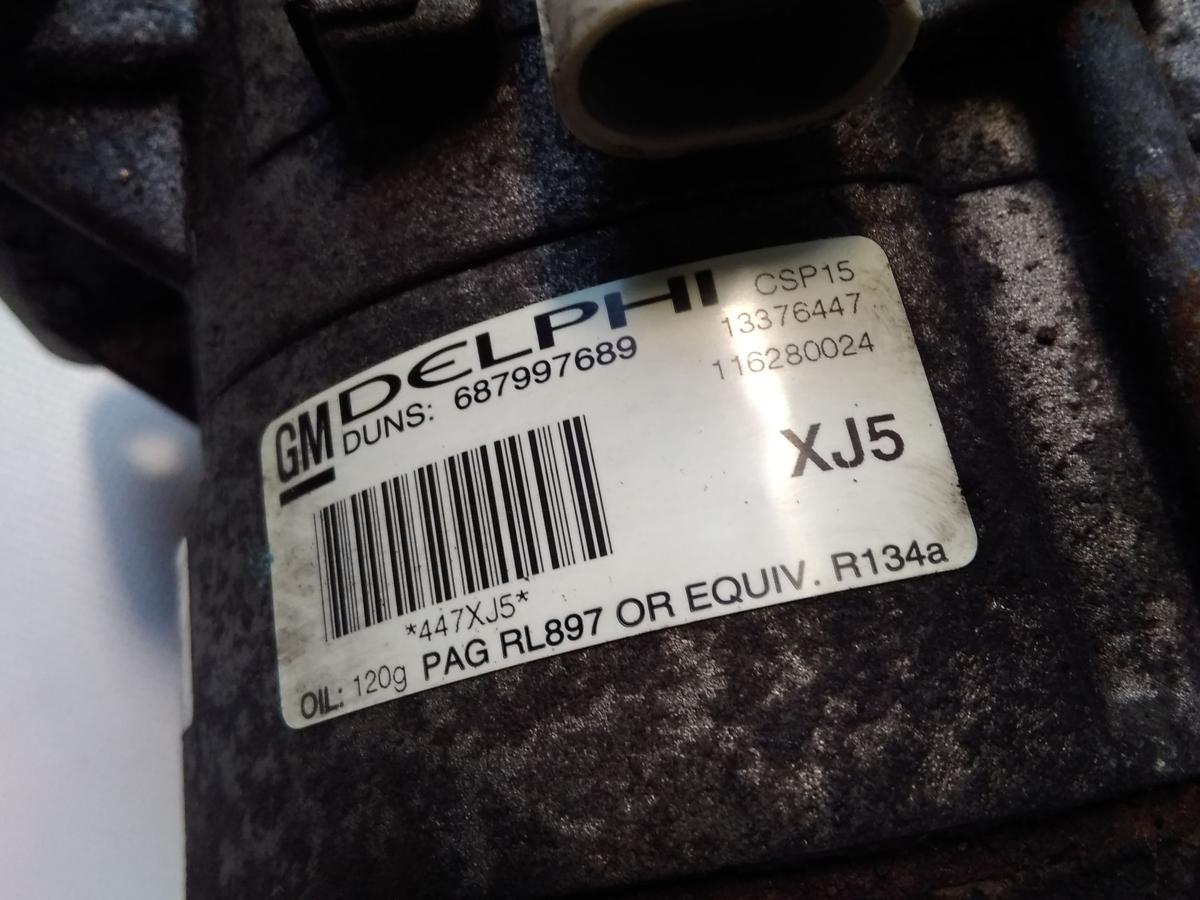 GM DELPHI
DUNS: 687997689
CSP15
13376447
116280024
XJ5
*447XJ5*
OIL: 120g PAG RL897 OR EQUIV. R134a